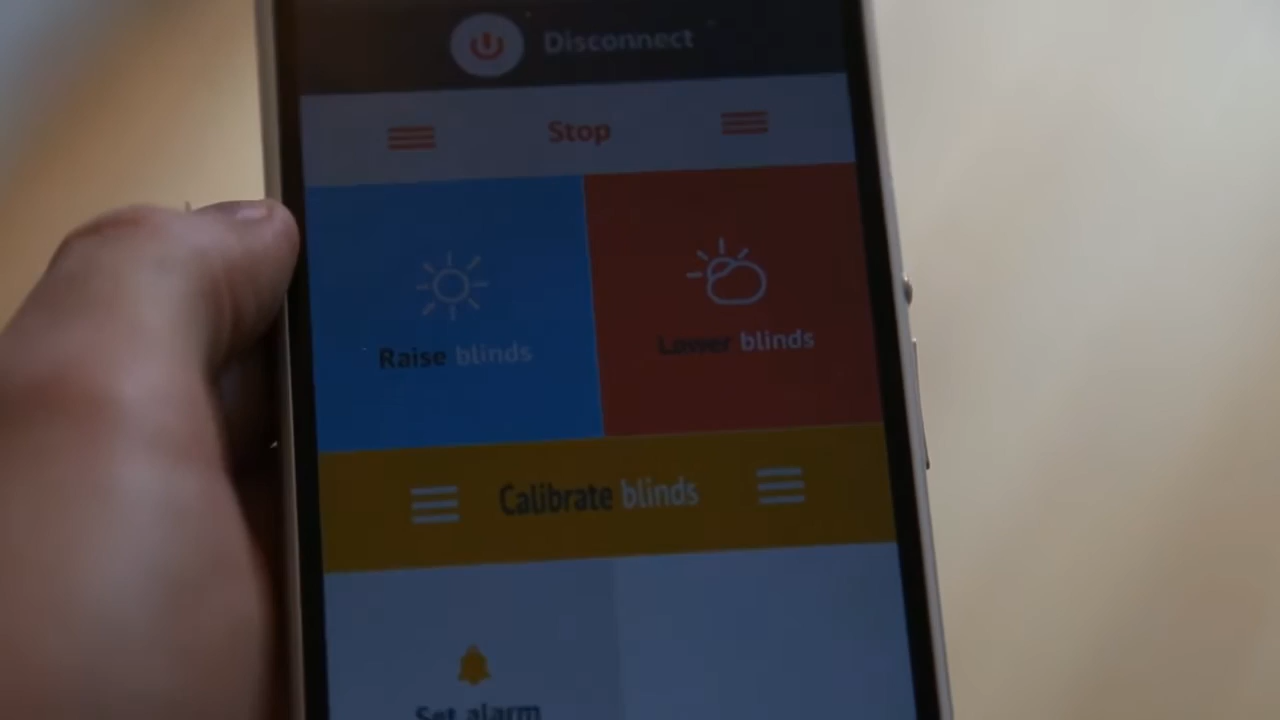 Disconnect
Stop
Raise blinds
Lower blinds
Calibrate blinds
Set alarm